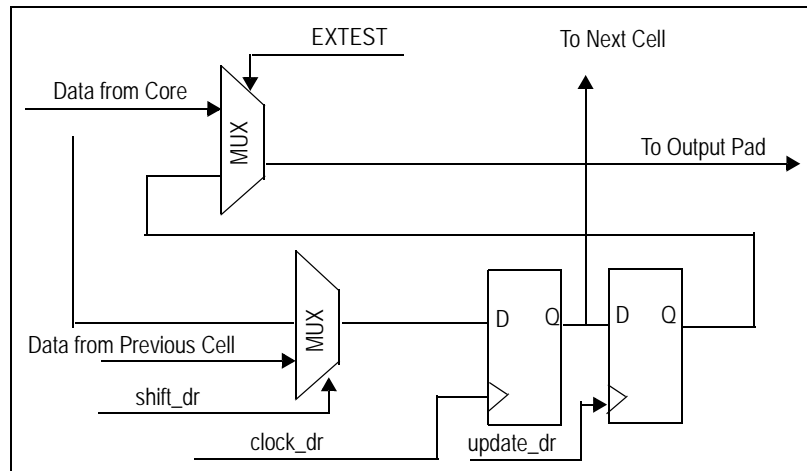 EXTEST
To Next Cell
Data from Core
MUX
To Output Pad
MUX
D Q
D Q
Data from Previous Cell
shift_dr
clock_dr
update_dr